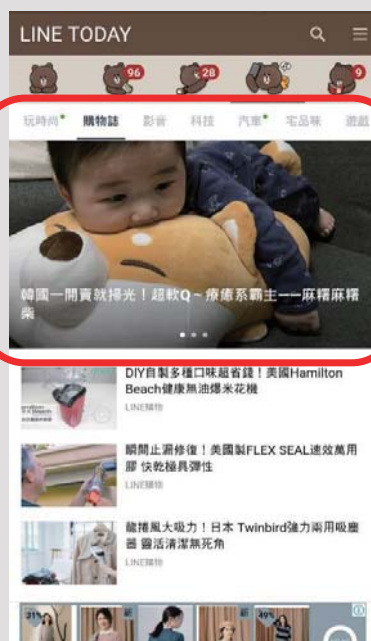 LINE TODAY
96
28
9
玩時尚 購物誌 影音 科技 汽車 宅品味 遊戲
韓國一開賣就掃光！超軟Q～療癒系霸主——麻糬麻糬
柴
DIY自製多種口味超省錢！美國Hamilton
Beach健康無油爆米花機
LINE購物
瞬間止漏修復！美國製FLEX SEAL速效萬用
膠 快乾極具彈性
LINE購物
龍捲風大吸力！日本 Twinbird強力兩用吸塵
器 靈活清潔無死角
LINE購物
31%
新
新
49%